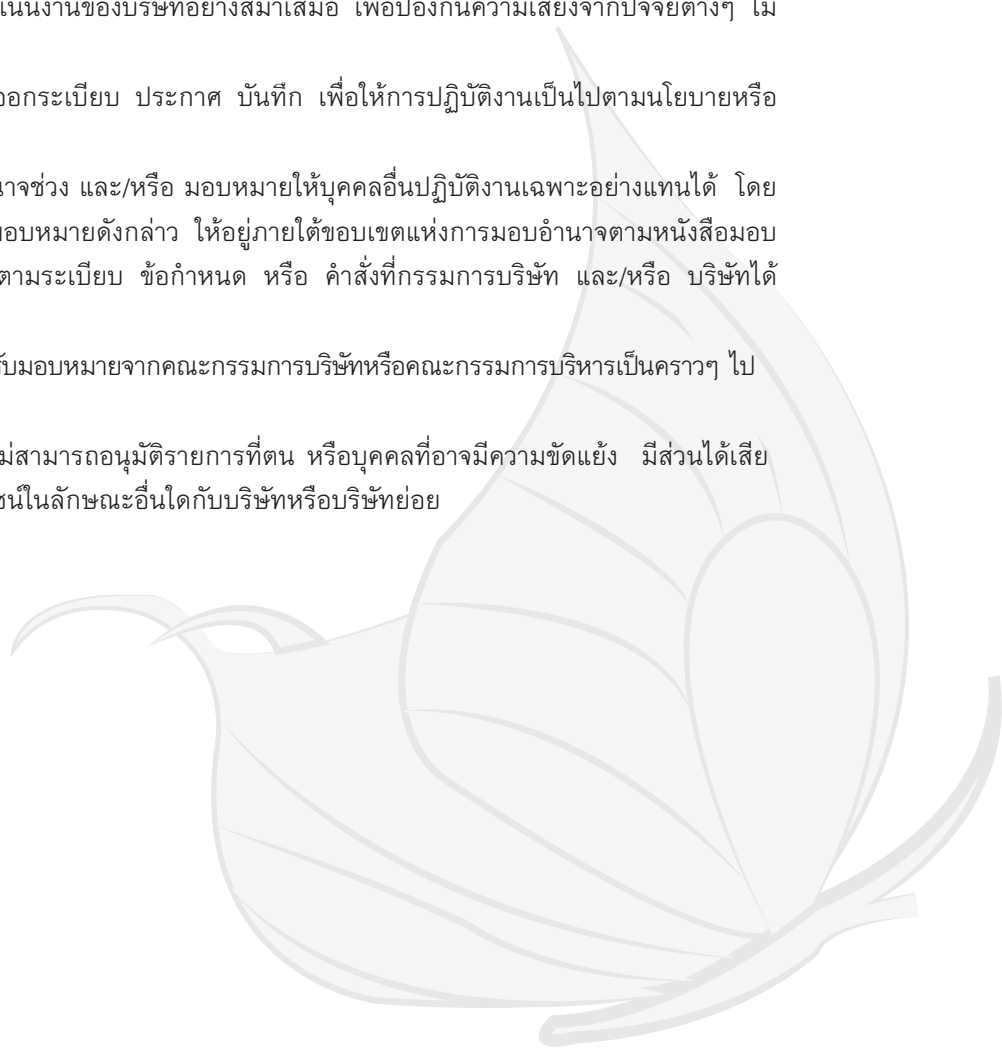 เนินงานของบริษัทอย่างสม่ำเสมอ เพื่อป้องกันความเสี่ยงจากปัจจัยต่างๆ ไม่
ออกระเบียบ ประกาศ บันทึก เพื่อให้การปฏิบัติงานเป็นไปตามนโยบายหรือ
นาจช่วง และ/หรือ มอบหมายให้บุคคลอื่นปฏิบัติงานเฉพาะอย่างแทนได้ โดย
มอบหมายดังกล่าว ให้อยู่ภายใต้ขอบเขตแห่งการมอบอำนาจตามหนังสือมอบ
ตามระเบียบ ข้อกำหนด หรือ คำสั่งที่กรรมการบริษัท และ/หรือ บริษัทได้
รับมอบหมายจากคณะกรรมการบริษัทหรือคณะกรรมการบริหารเป็นคราวๆ ไป
ม่สามารถอนุมัติรายการที่ตน หรือบุคคลที่อาจมีความขัดแย้ง มีส่วนได้เสีย
ชน์ในลักษณะอื่นใดกับบริษัทหรือบริษัทย่อย